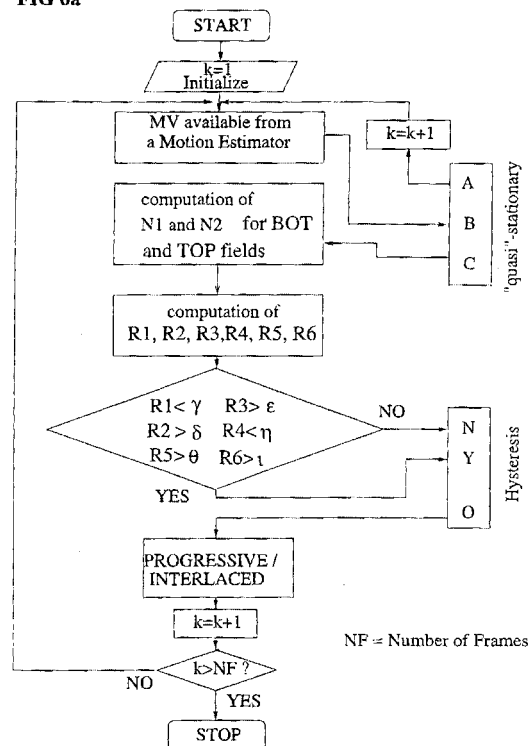 FIG 6a
START
k=1
Initialize
MV available from
a Motion Estimator
k=k+1
A
B
C
"quasi"-stationary
computation of
N1 and N2 for BOT
and TOP fields
computation of
R1, R2, R3,R4, R5, R6
R1< γ R3> ε
R2 > δ R4< η
R5> θ R6> ι
NO
YES
N
Y
O
Hysteresis
PROGRESSIVE /
INTERLACED
k=k+1
NF = Number of Frames
k>NF ?
NO
YES
STOP